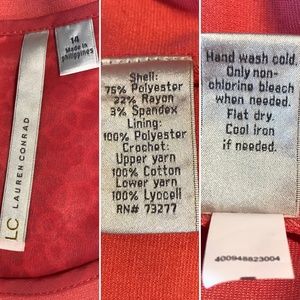 14
Made in
Philippines
LC
LAUREN CONRAD
Shell:
75% Polyester
22% Rayon
3% Spandex
Lining:
100% Polyester
Crochet:
Upper yarn
100% Cotton
Lower yarn
100% Lyocell
RN# 73277
Hand wash cold.
Only non-
chlorine bleach
when needed.
Flat dry.
Cool iron
if needed.
400948823004